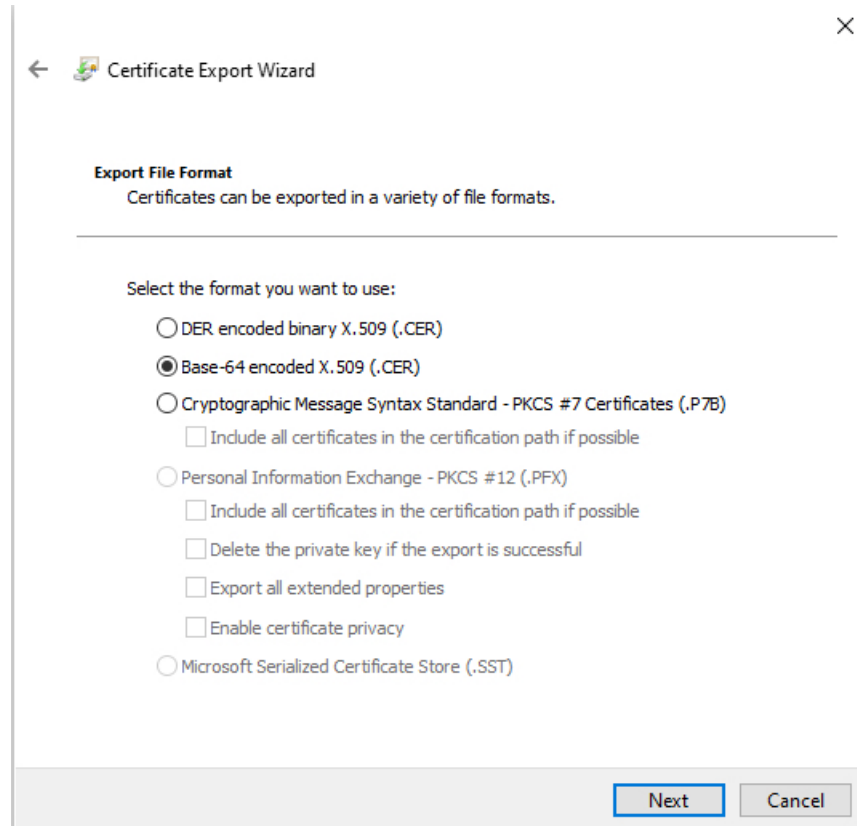 Certificate Export Wizard
Export File Format
Certificates can be exported in a variety of file formats.
Select the format you want to use:
DER encoded binary X.509 (.CER)
Base-64 encoded X.509 (.CER)
Cryptographic Message Syntax Standard - PKCS #7 Certificates (.P7B)
Include all certificates in the certification path if possible
Personal Information Exchange - PKCS #12 (.PFX)
Include all certificates in the certification path if possible
Delete the private key if the export is successful
Export all extended properties
Enable certificate privacy
Microsoft Serialized Certificate Store (.SST)
Next Cancel